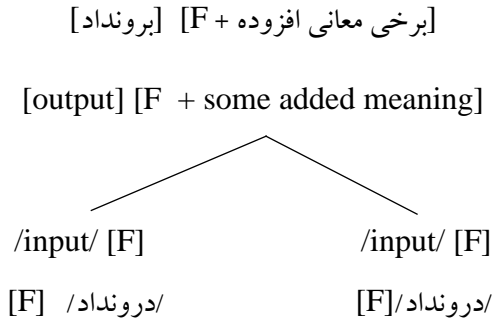 [برونداد] [F + برخی معانی افزوده]
[output] [F + some added meaning]
/input/ [F] /input/ [F]
[F] /درونداد/ [F]/درونداد/